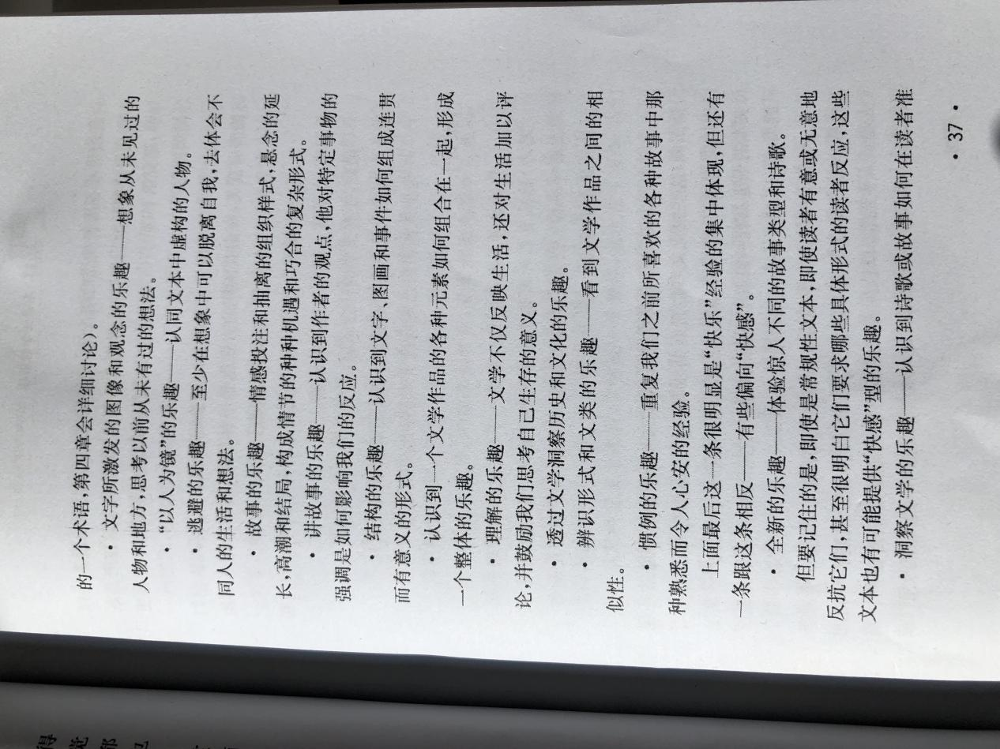 的一个术语,第四章会详细讨论)。
• 文字所激发的图像和观念的乐趣——想象从未见过的
人物和地方,思考以前从未有过的想法。
• “以人为镜”的乐趣——认同文本中虚构的人物。
• 逃避的乐趣——至少在想象中可以脱离自我,去体会不
同人的生活和想法。
• 故事的乐趣——情感投注和抽离的组织样式,悬念的延
长,高潮和结局,构成情节的种种机遇和巧合的复杂形式。
• 讲故事的乐趣——认识到作者的观点,他对特定事物的
强调是如何影响我们的反应。
• 结构的乐趣——认识到文字、图画和事件如何组成连贯
而有意义的形式。
• 认识到一个文学作品的各种元素如何组合在一起,形成
一个整体的乐趣。
• 理解的乐趣——文学不仅反映生活,还对生活加以评
论,并鼓励我们思考自己生存的意义。
• 透过文学洞察历史和文化的乐趣。
• 辨识形式和文类的乐趣——看到文学作品之间的相
似性。
• 惯例的乐趣——重复我们之前所喜欢的各种故事中那
种熟悉而令人心安的经验。
上面最后这一条很明显是“快乐”经验的集中体现,但还有
一条跟这条相反——有些偏向“快感”。
• 全新的乐趣——体验惊人不同的故事类型和诗歌。
但要记住的是,即使是常规性文本,即使读者有意或无意地
反抗它们,甚至很明白它们要求哪些具体形式的读者反应,这些
文本也有可能提供“快感”型的乐趣。
• 洞察文学的乐趣——认识到诗歌或故事如何在读者准
• 37 •
得